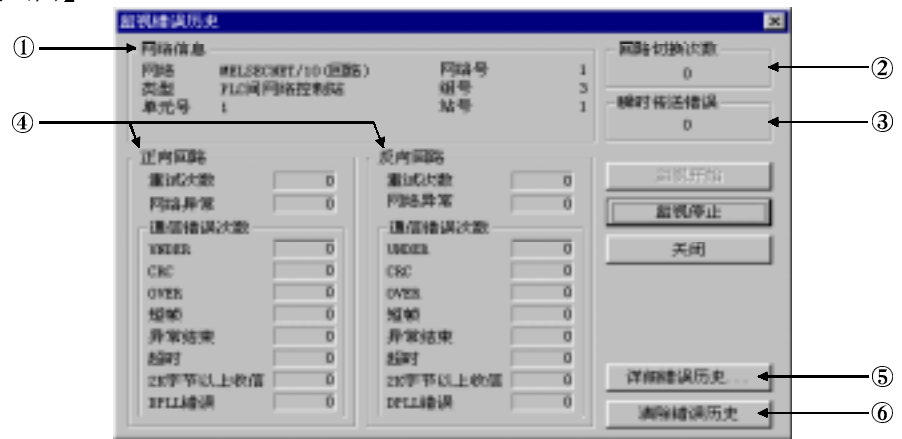 监视错误历史
① 网络信息
网络 MELSECNET/10(回路) 网络号 1
类型 PLC间网络控制站 组号 3
单元号 1 站号 1
回路切换次数 ②
0
瞬时传送错误 ③
0
④
正向回路
重试次数 0
网络异常 0
通信错误次数
UNDER 0
CRC 0
OVER 0
短帧 0
异常结束 0
超时 0
2K字节以上收信 0
DPLL错误 0
反向回路
重试次数 0
网络异常 0
通信错误次数
UNDER 0
CRC 0
OVER 0
短帧 0
异常结束 0
超时 0
2K字节以上收信 0
DPLL错误 0
监视开始
监视停止
关闭
详细错误历史... ⑤
清除错误历史 ⑥